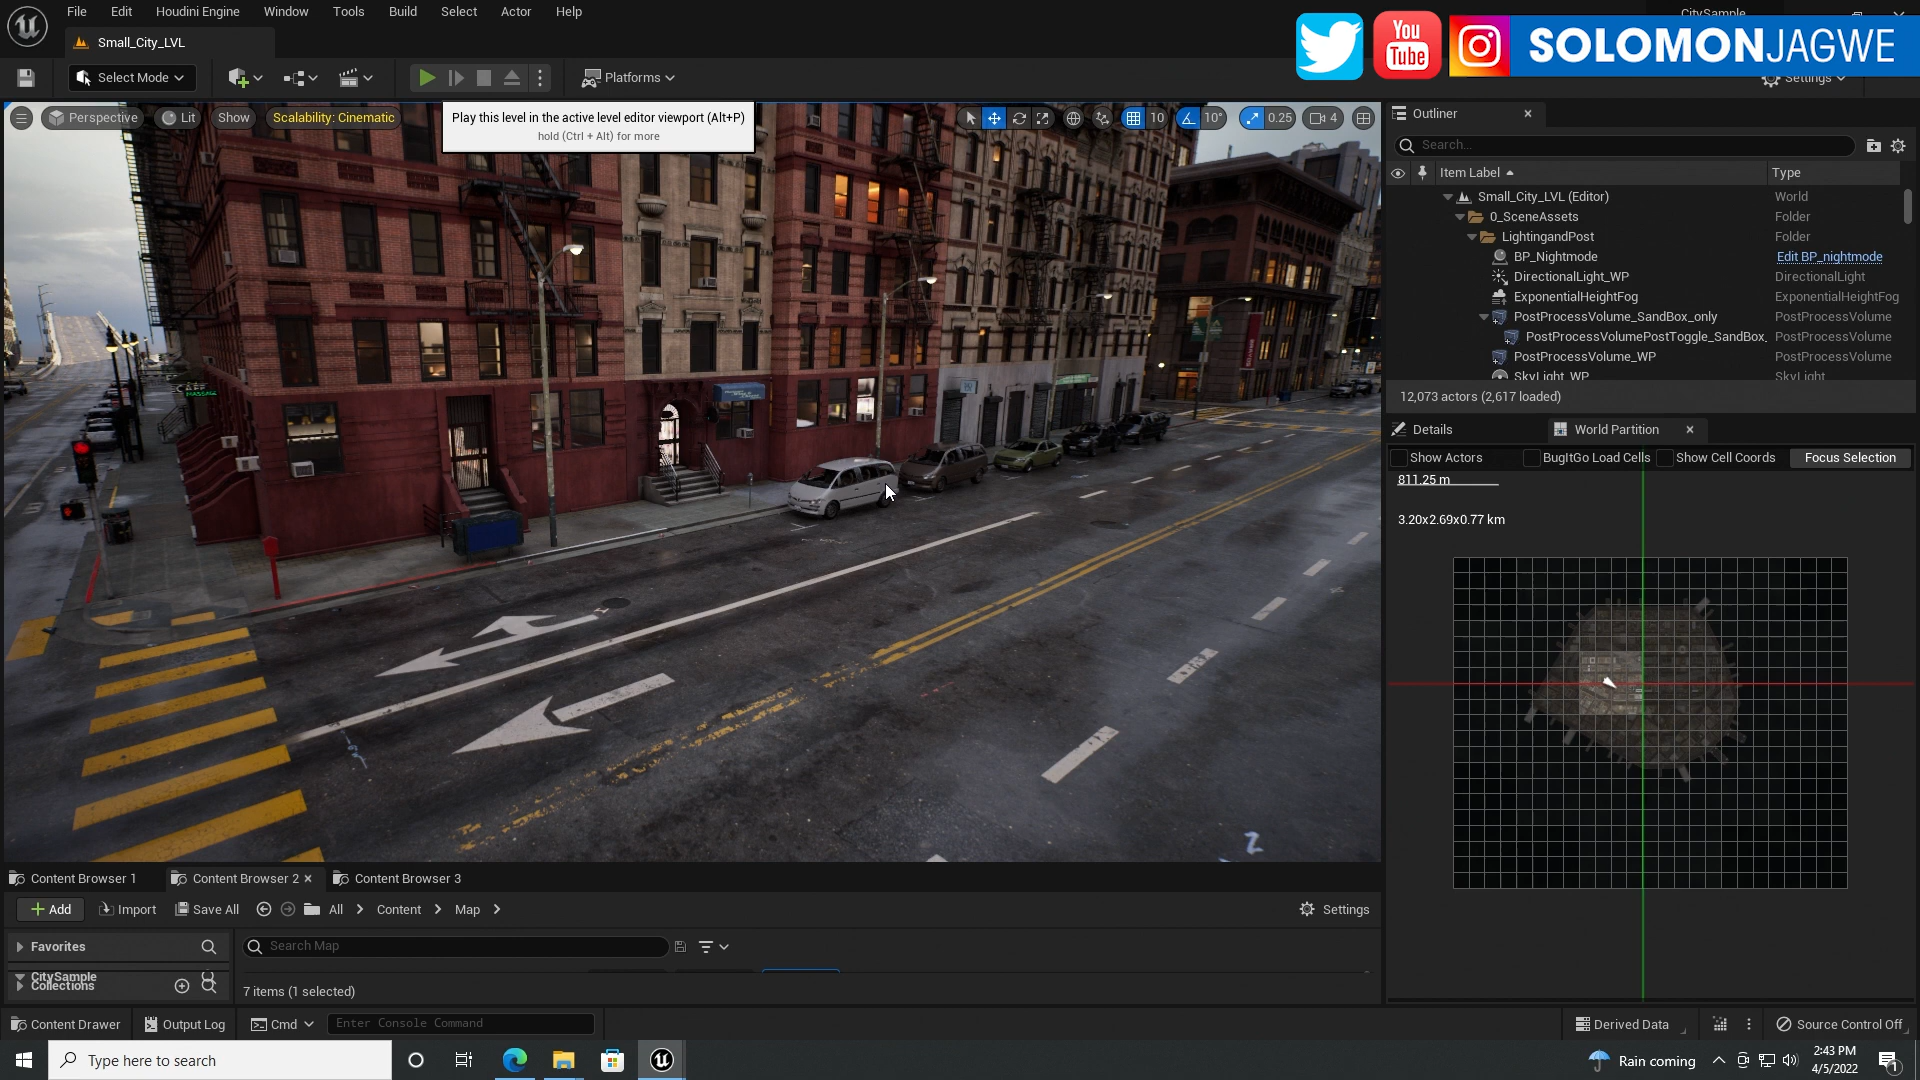 File Edit Houdini Engine Window Tools Build Select Actor Help
CitySample
Small_City_LVL
You Tube
SOLOMONJAGWE
Select Mode
Platforms
Settings
Perspective Lit Show Scalability: Cinematic
Play this level in the active level editor viewport (Alt+P)
hold (Ctrl + Alt) for more
10 10° 0.25 4
Outliner
Search...
Item Label Type
Small_City_LVL (Editor) World
0_SceneAssets Folder
LightingandPost Folder
BP_Nightmode Edit BP_nightmode
DirectionalLight_WP DirectionalLight
ExponentialHeightFog ExponentialHeightFog
PostProcessVolume_SandBox_only PostProcessVolume
PostProcessVolumePostToggle_SandBox. PostProcessVolume
PostProcessVolume_WP PostProcessVolume
SkyLight_WP SkyLight
12,073 actors (2,617 loaded)
Details World Partition
Show Actors BugItGo Load Cells Show Cell Coords Focus Selection
811.25 m
3.20x2.69x0.77 km
MASSAGE
Content Browser 1 Content Browser 2 Content Browser 3
Add Import Save All All Content Map Settings
Favorites
Search Map
CitySample
Collections
7 items (1 selected)
Content Drawer Output Log Cmd Enter Console Command Derived Data Source Control Off
Type here to search
Rain coming
2:43 PM
4/5/2022
1